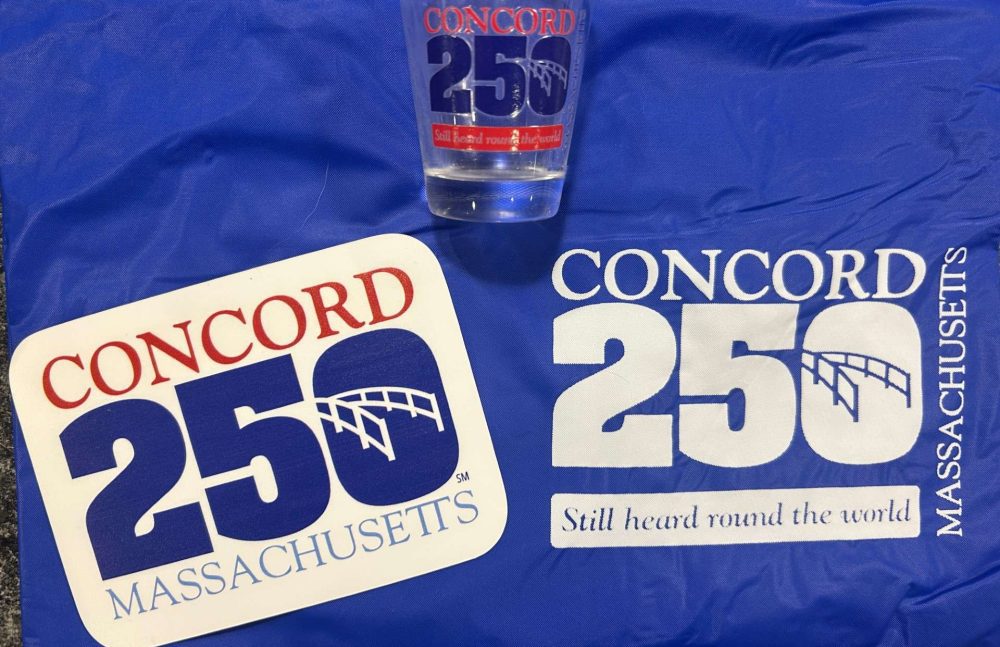 CONCORD
250
Still heard round the world
CONCORD
250
SM
MASSACHUSETTS
CONCORD
250
MASSACHUSETTS
Still heard round the world